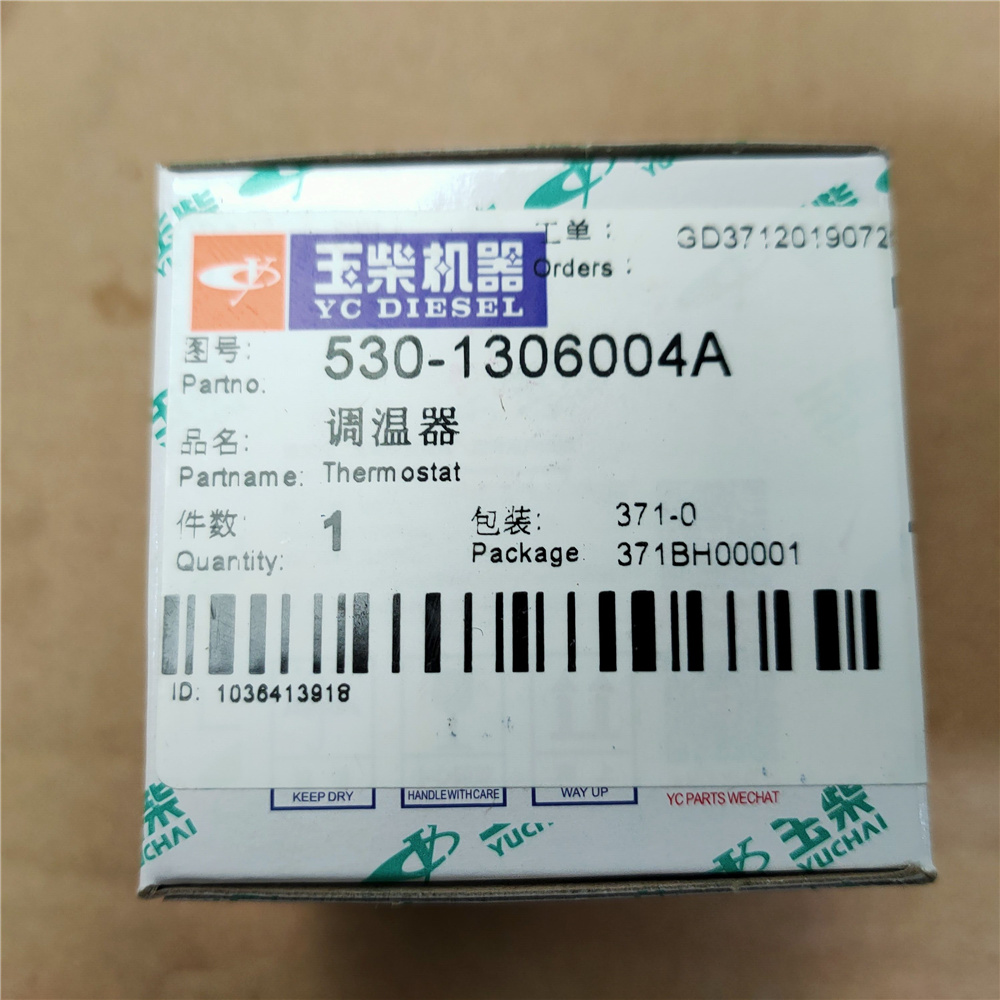 玉柴
工单：
GD3712019072
Orders :
玉柴机器
YC DIESEL
图号:
530-1306004A
Partno.
品名:
调温器
Partname:
Thermostat
件数
1
包装:
371-0
Quantity:
Package
371BH00001
ID: 1036413918
KEEP DRY
HANDLE WITH CARE
WAY UP
YC PARTS WECHAT
玉柴
YUCHAI